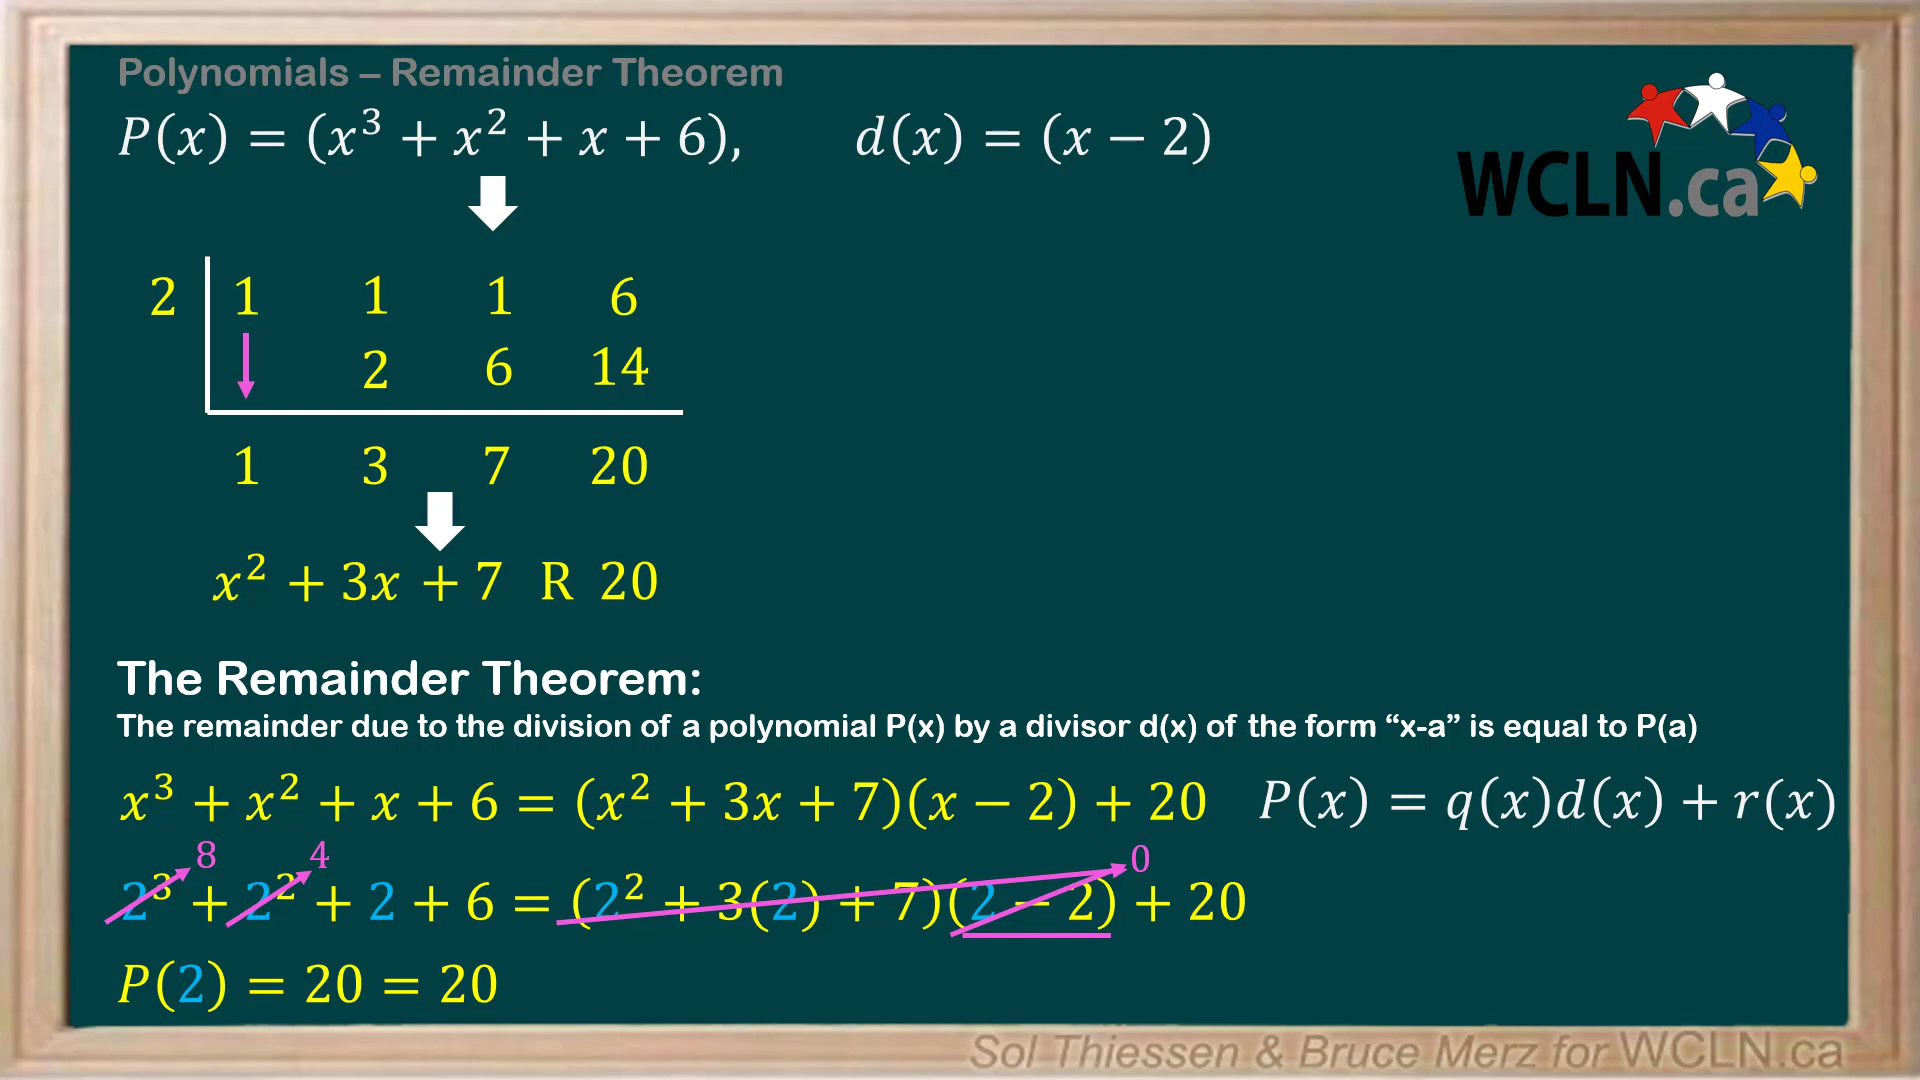 Polynomials – Remainder Theorem
P(x) = (x³ + x² + x + 6), d(x) = (x − 2)
WCLN.ca
2 1 1 1 6
2 6 14
1 3 7 20
x² + 3x + 7 R 20
The Remainder Theorem:
The remainder due to the division of a polynomial P(x) by a divisor d(x) of the form “x-a” is equal to P(a)
x³ + x² + x + 6 = (x² + 3x + 7)(x − 2) + 20 P(x) = q(x)d(x) + r(x)
8 4 0
2³ + 2² + 2 + 6 = (2² + 3(2) + 7)(2 − 2) + 20
P(2) = 20 = 20
Sol Thiessen & Bruce Merz for WCLN.ca